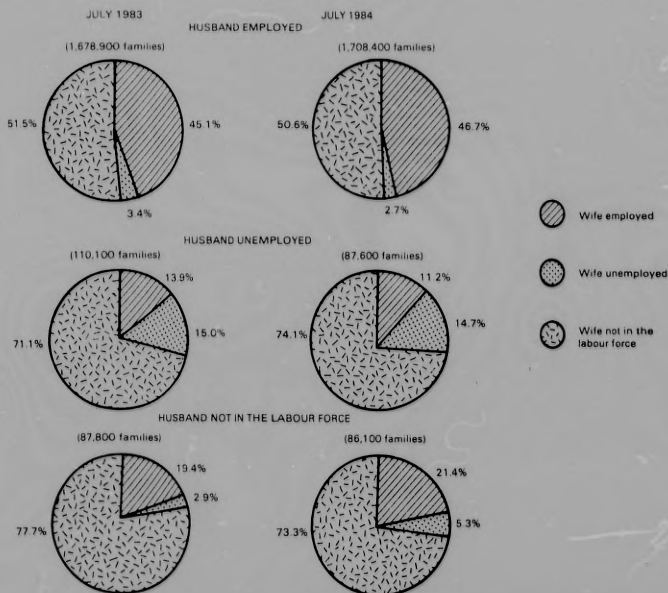 JULY 1983
JULY 1984
HUSBAND EMPLOYED
(1,678,900 families)
(1,708,400 families)
51.5%
45.1%
3.4%
50.6%
46.7%
2.7%
HUSBAND UNEMPLOYED
(110,100 families)
(87,600 families)
13.9%
15.0%
71.1%
11.2%
14.7%
74.1%
HUSBAND NOT IN THE LABOUR FORCE
(87,800 families)
(86,100 families)
19.4%
2.9%
77.7%
21.4%
5.3%
73.3%
Wife employed
Wife unemployed
Wife not in the
labour force